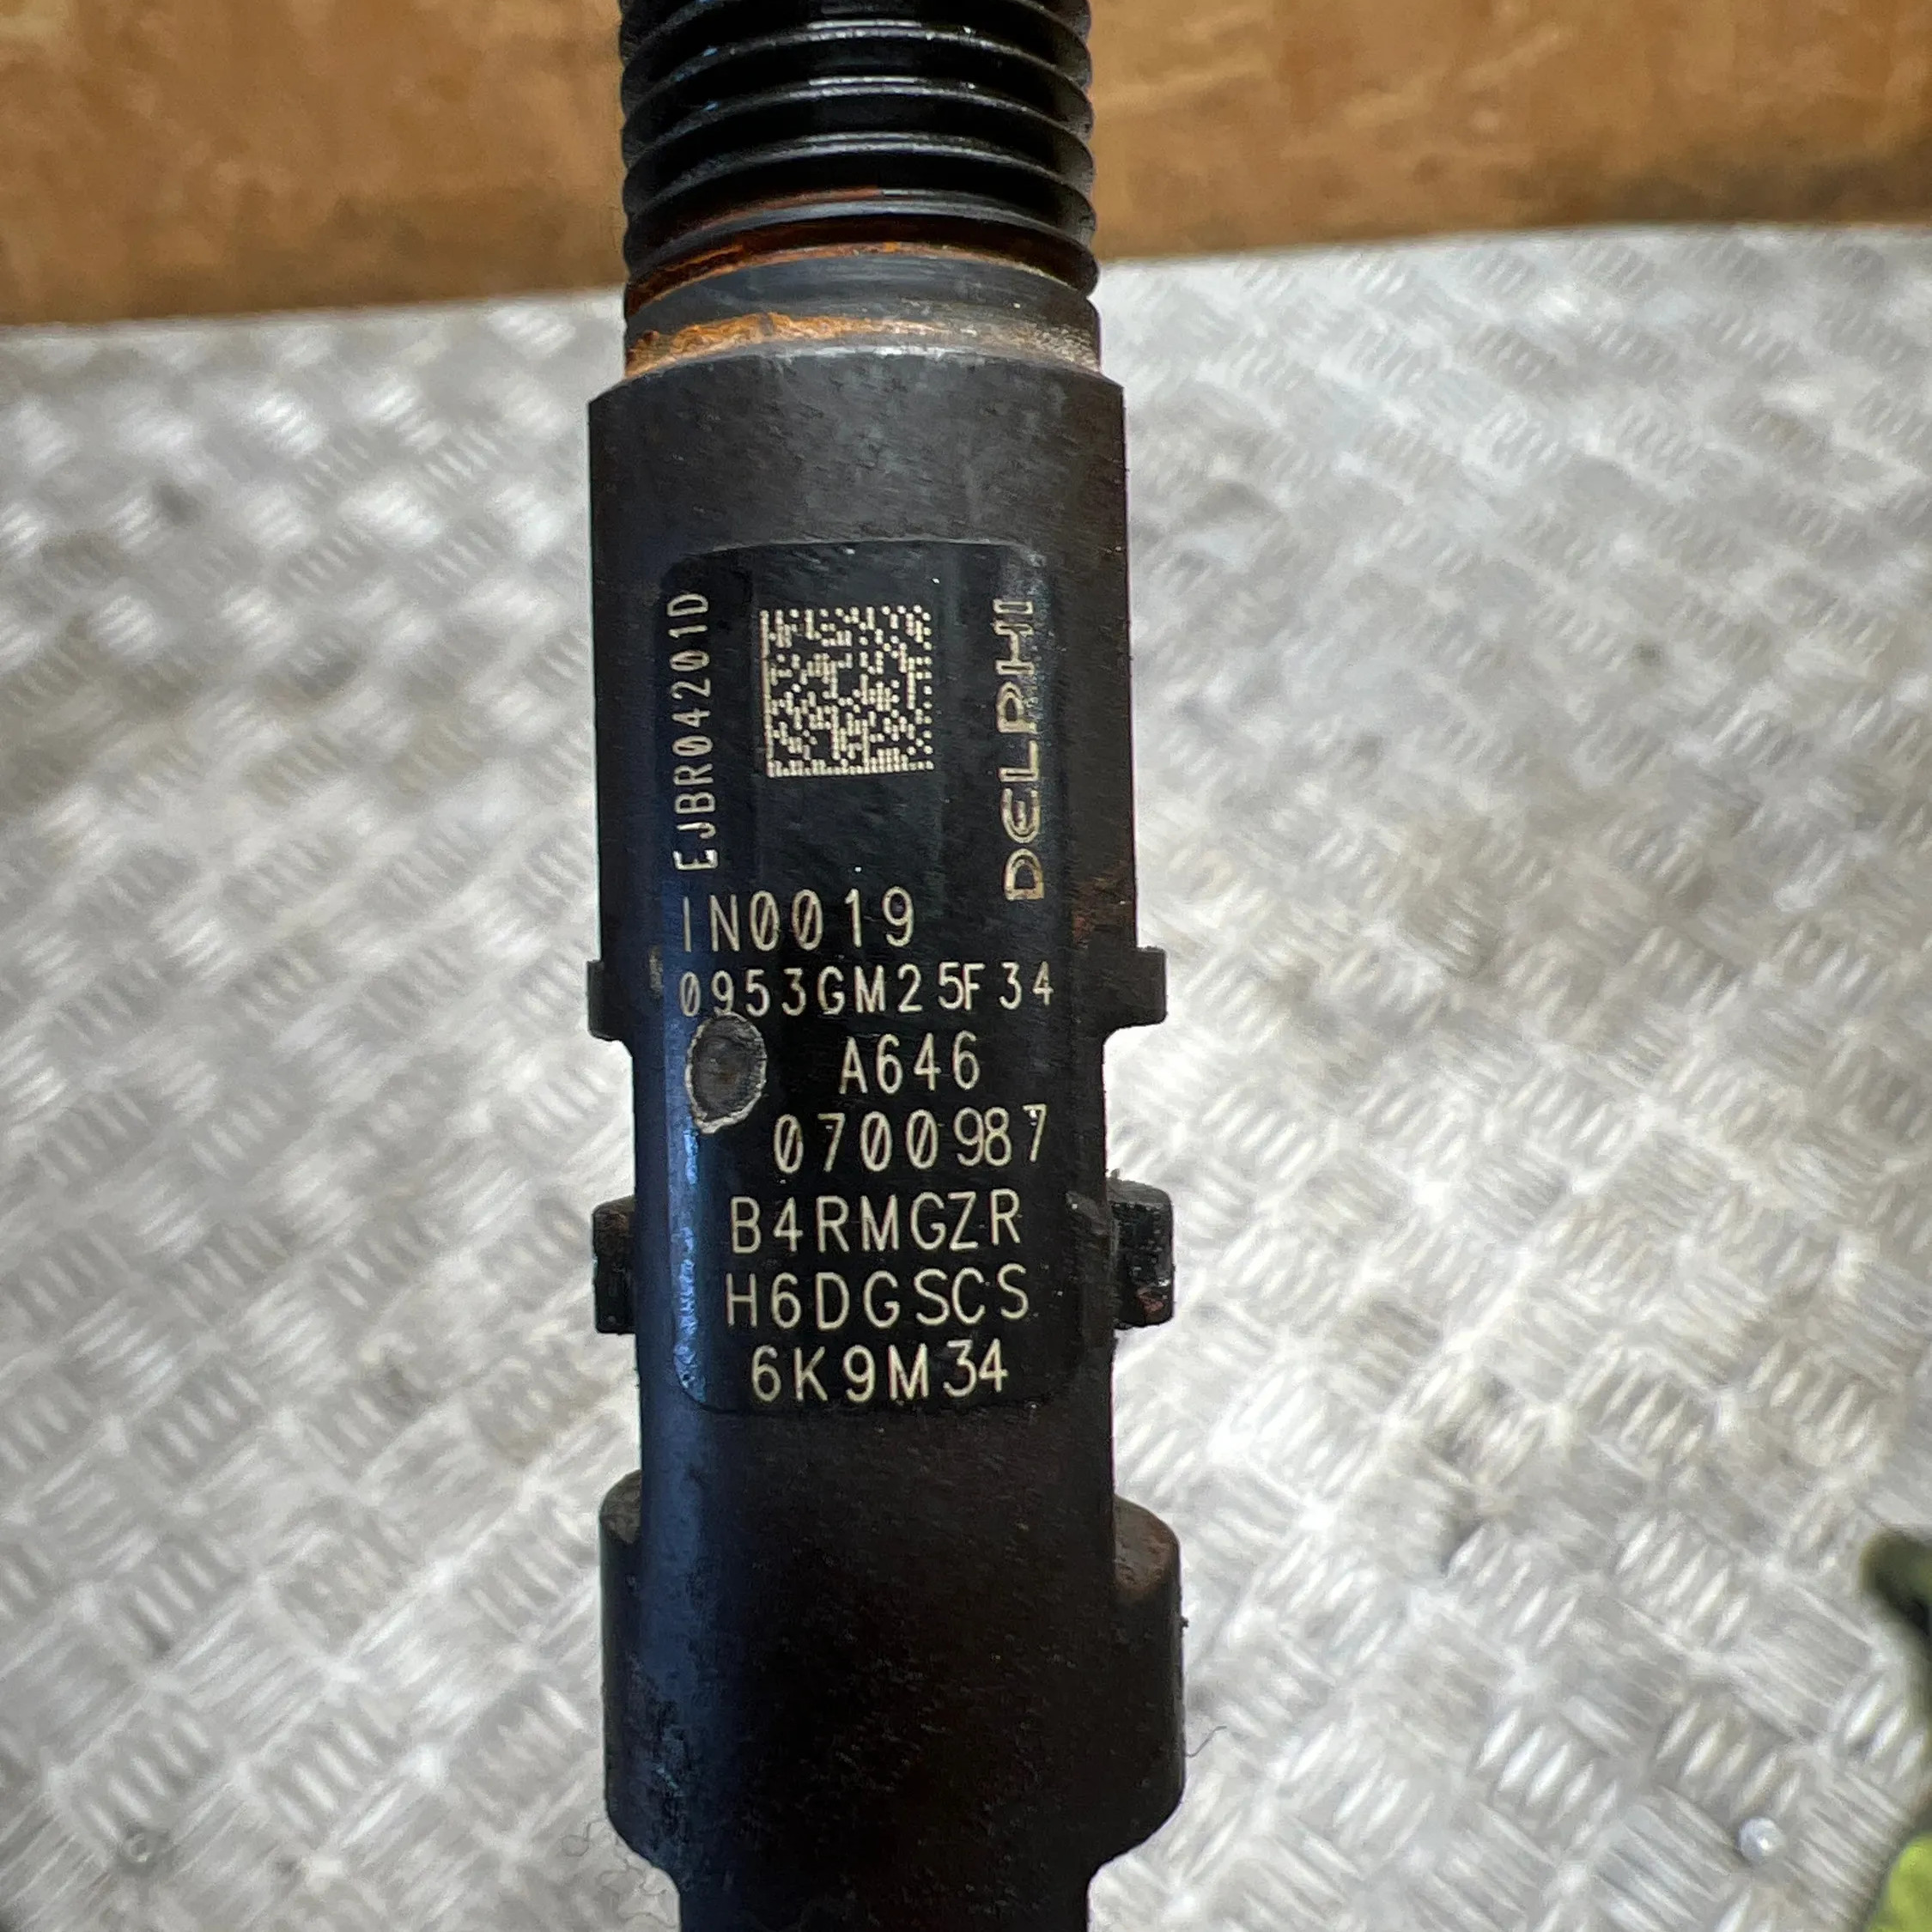 EJBR04201D
DELPHI
IN0019
0953GM25F34
A646
0700987
B4RMGZR
H6DGSCS
6K9M34